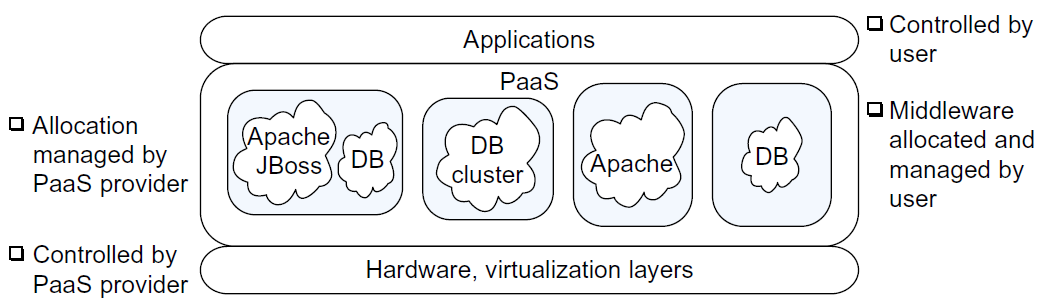 Applications
❑ Controlled by
user
PaaS
❑ Allocation
managed by
PaaS provider
Apache
JBoss
DB
DB
cluster
Apache
DB
❑ Middleware
allocated and
managed by
user
❑ Controlled by
PaaS provider
Hardware, virtualization layers